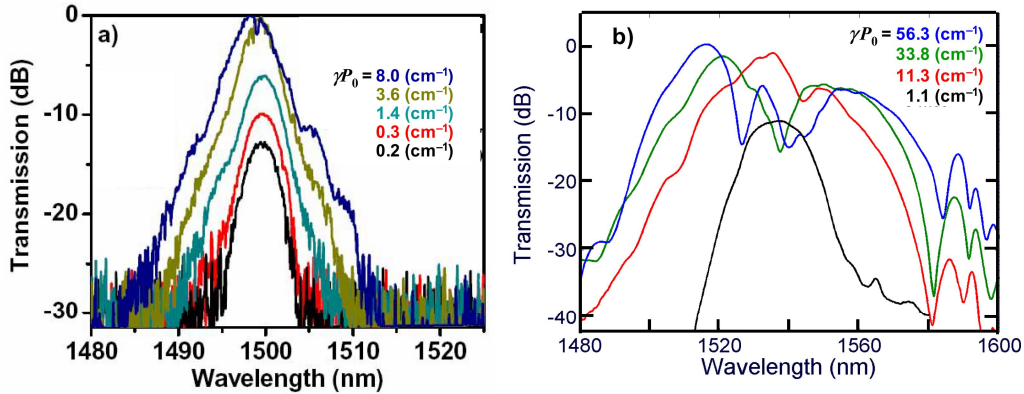 a)
γP₀ = 8.0 (cm⁻¹)
3.6 (cm⁻¹)
1.4 (cm⁻¹)
0.3 (cm⁻¹)
0.2 (cm⁻¹)
Transmission (dB)
0
-10
-20
-30
1480 1490 1500 1510 1520
Wavelength (nm)
b)
γP₀ = 56.3 (cm⁻¹)
33.8 (cm⁻¹)
11.3 (cm⁻¹)
1.1 (cm⁻¹)
Transmission (dB)
0
-10
-20
-30
-40
1480 1520 1560 1600
Wavelength (nm)